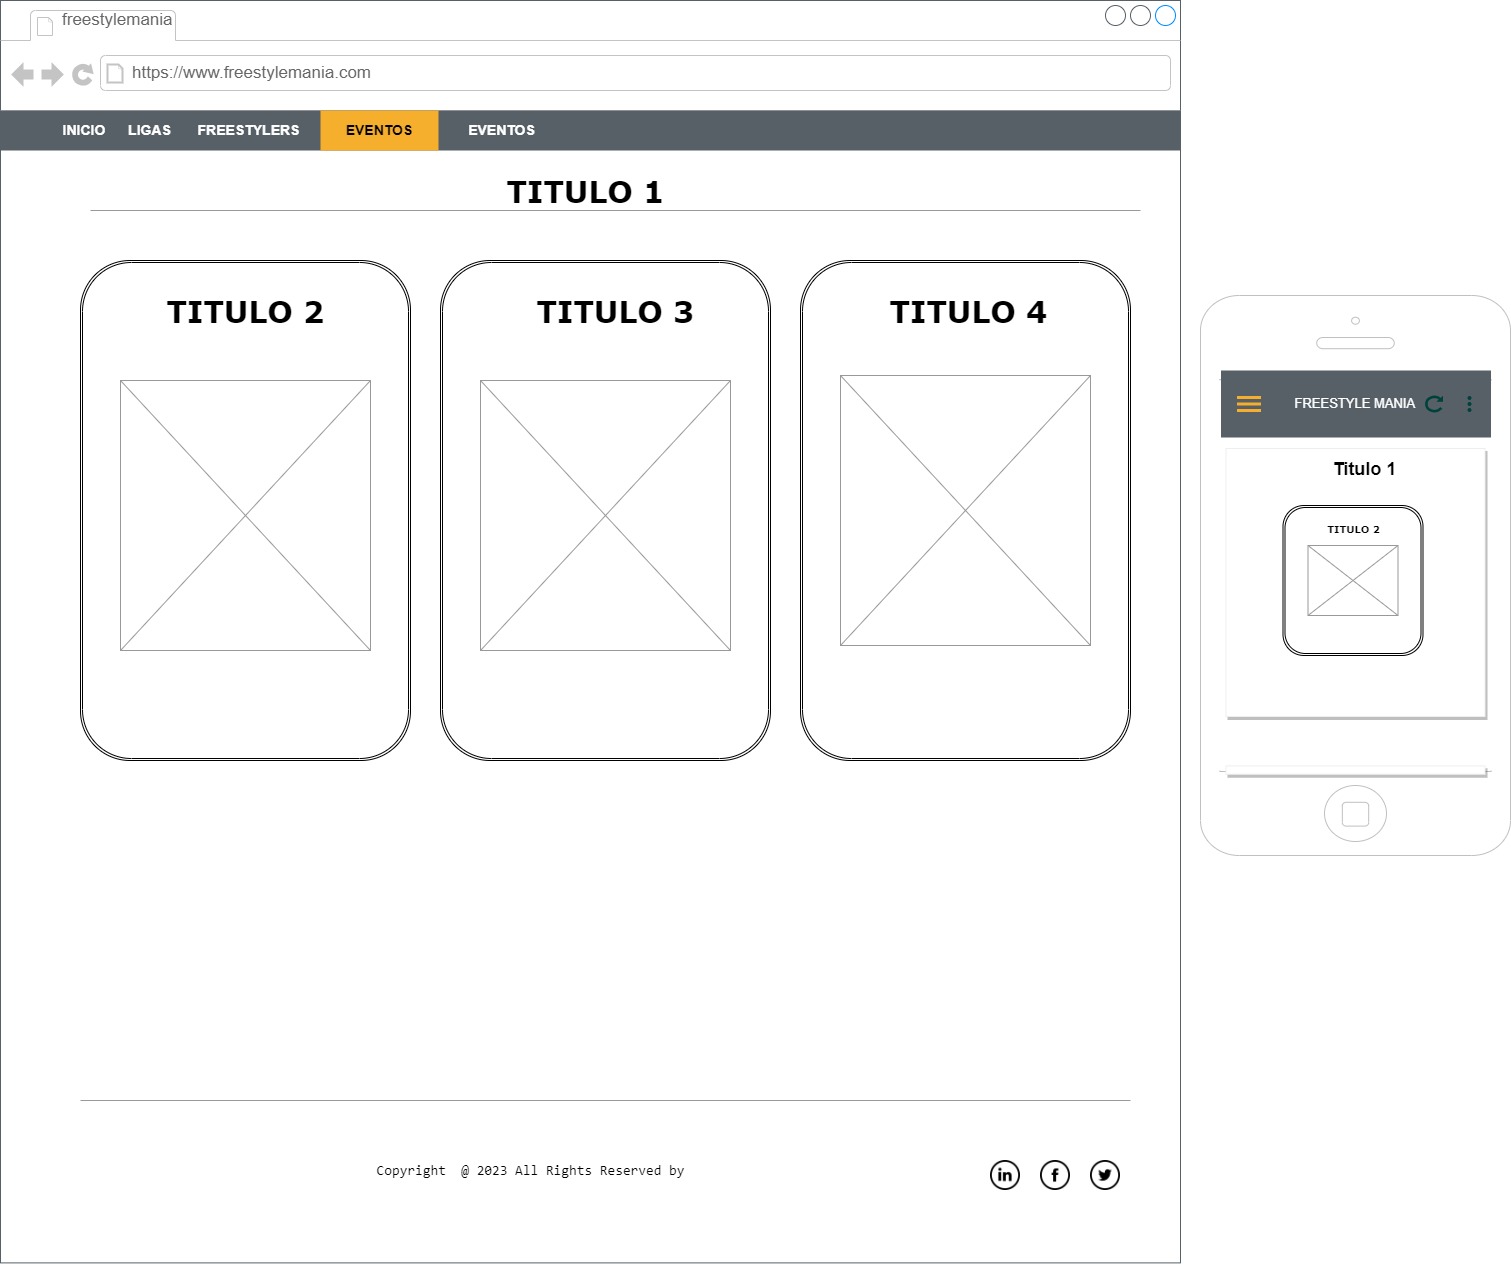 freestylemania
https://www.freestylemania.com
INICIO LIGAS FREESTYLERS EVENTOS EVENTOS
TITULO 1
TITULO 2 TITULO 3 TITULO 4
Copyright @ 2023 All Rights Reserved by
in f
FREESTYLE MANIA
Titulo 1
TITULO 2